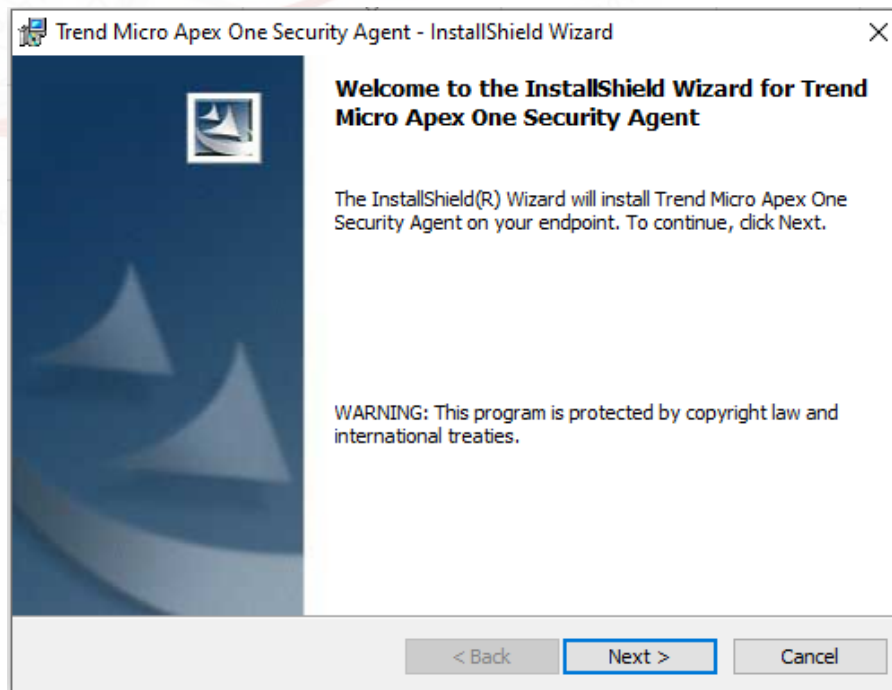 Trend Micro Apex One Security Agent - InstallShield Wizard
Welcome to the InstallShield Wizard for Trend
Micro Apex One Security Agent
The InstallShield(R) Wizard will install Trend Micro Apex One
Security Agent on your endpoint. To continue, click Next.
WARNING: This program is protected by copyright law and
international treaties.
< Back
Next >
Cancel